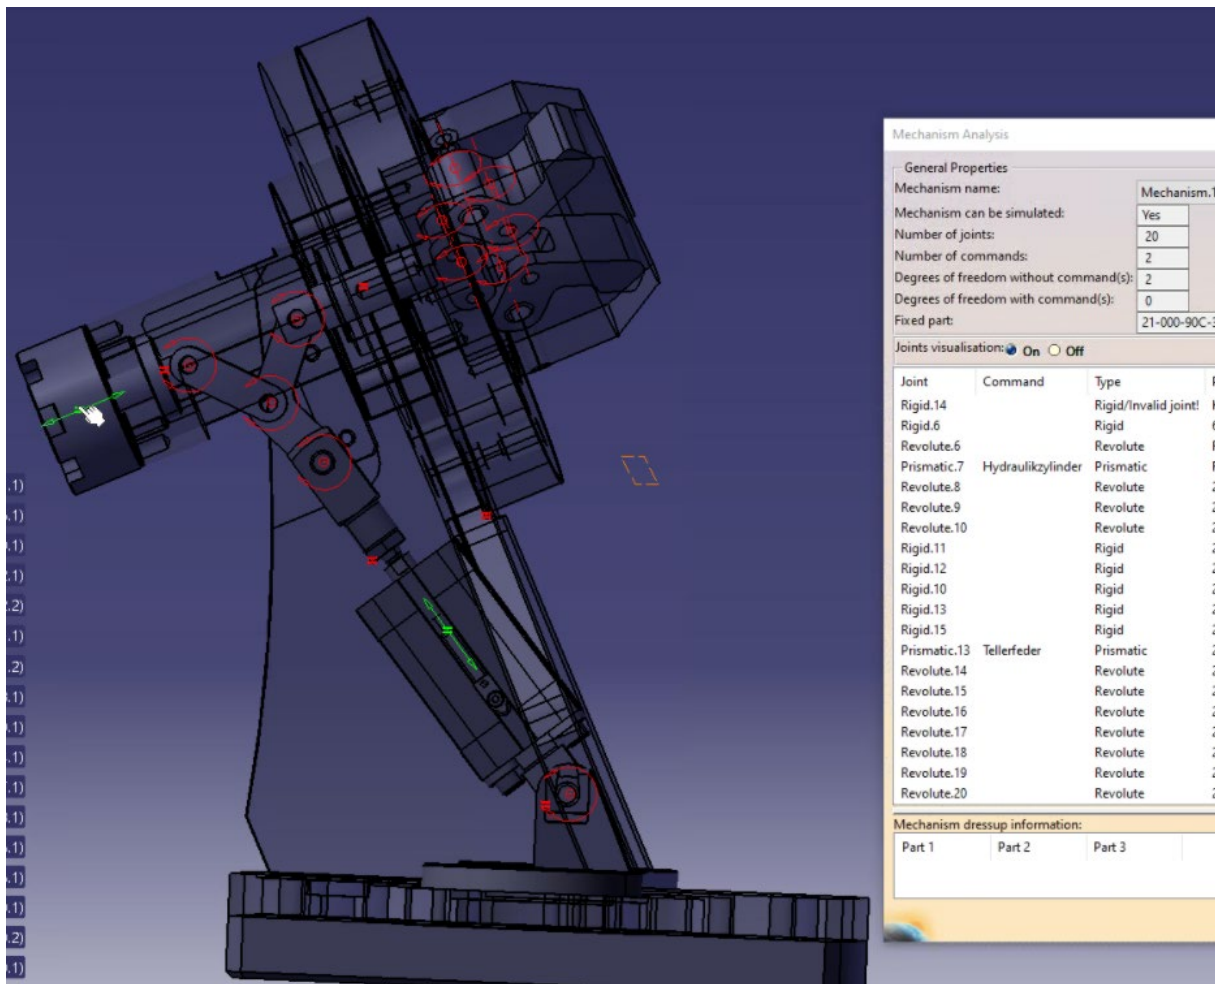 Mechanism Analysis
General Properties
Mechanism name: Mechanism.1
Mechanism can be simulated: Yes
Number of joints: 20
Number of commands: 2
Degrees of freedom without command(s): 2
Degrees of freedom with command(s): 0
Fixed part: 21-000-90C-3
Joints visualisation: On Off
Joint Command Type
Rigid.14 Rigid/Invalid joint!
Rigid.6 Rigid
Revolute.6 Revolute
Prismatic.7 Hydraulikzylinder Prismatic
Revolute.8 Revolute
Revolute.9 Revolute
Revolute.10 Revolute
Rigid.11 Rigid
Rigid.12 Rigid
Rigid.10 Rigid
Rigid.13 Rigid
Rigid.15 Rigid
Prismatic.13 Tellerfeder Prismatic
Revolute.14 Revolute
Revolute.15 Revolute
Revolute.16 Revolute
Revolute.17 Revolute
Revolute.18 Revolute
Revolute.19 Revolute
Revolute.20 Revolute
Mechanism dressup information:
Part 1 Part 2 Part 3